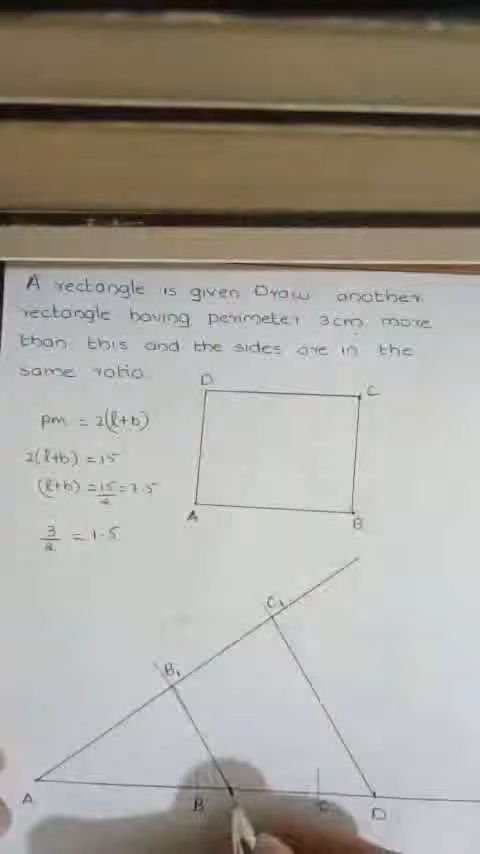 A rectangle is given Draw another
rectangle having perimeter 3cm more
than this and the sides are in the
same ratio
D
C
pm = 2(l+b)
2(l+b) = 15
(l+b) = 15/2 = 7.5
A
B
3/2 = 1.5
C1
B1
A
B
C
D